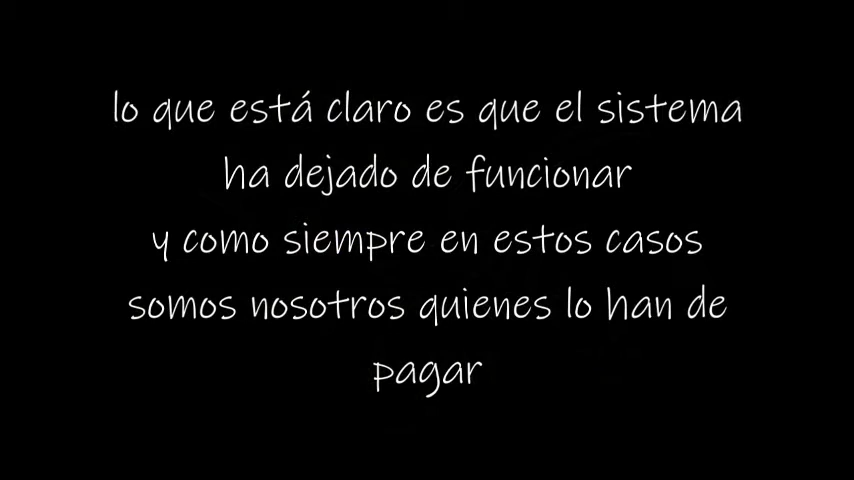 lo que está claro es que el sistema
ha dejado de funcionar
y como siempre en estos casos
somos nosotros quienes lo han de
pagar